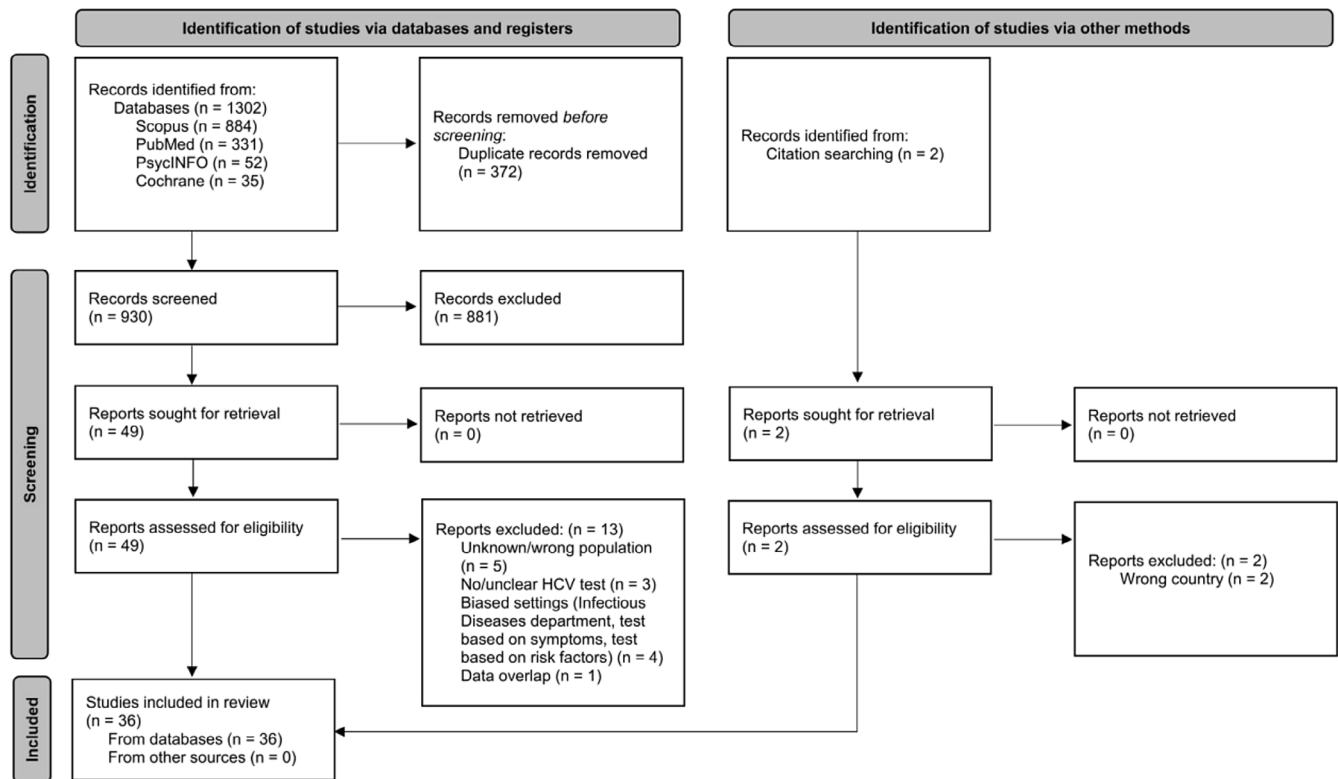 Identification of studies via databases and registers
Identification of studies via other methods
Identification
Records identified from:
Databases (n = 1302)
Scopus = 884)
PubMed = 331)
PsycINFO = 52)
Cochrane = 35)
Records removed before
screening:
Duplicate records removed
(n = 372)
Records identified from:
Citation searching (n = 2)
Screening
Records screened
(n = 930)
Records excluded
(n = 881)
Reports sought for retrieval
(n = 49)
Reports not retrieved
(n = 0)
Reports sought for retrieval
(n = 2)
Reports not retrieved
(n = 0)
Reports assessed for eligibility
(n = 49)
Reports excluded: (n = 13)
Unknown/wrong population
(n = 5)
No/unclear HCV test (n = 3)
Biased settings (Infectious
Diseases department, test
based on symptoms, test
based on risk factors) (n = 4)
Data overlap (n = 1)
Reports assessed for eligibility
(n = 2)
Reports excluded: (n = 2)
Wrong country (n = 2)
Included
Studies included in review
(n = 36)
From databases (n = 36)
From other sources (n = 0)